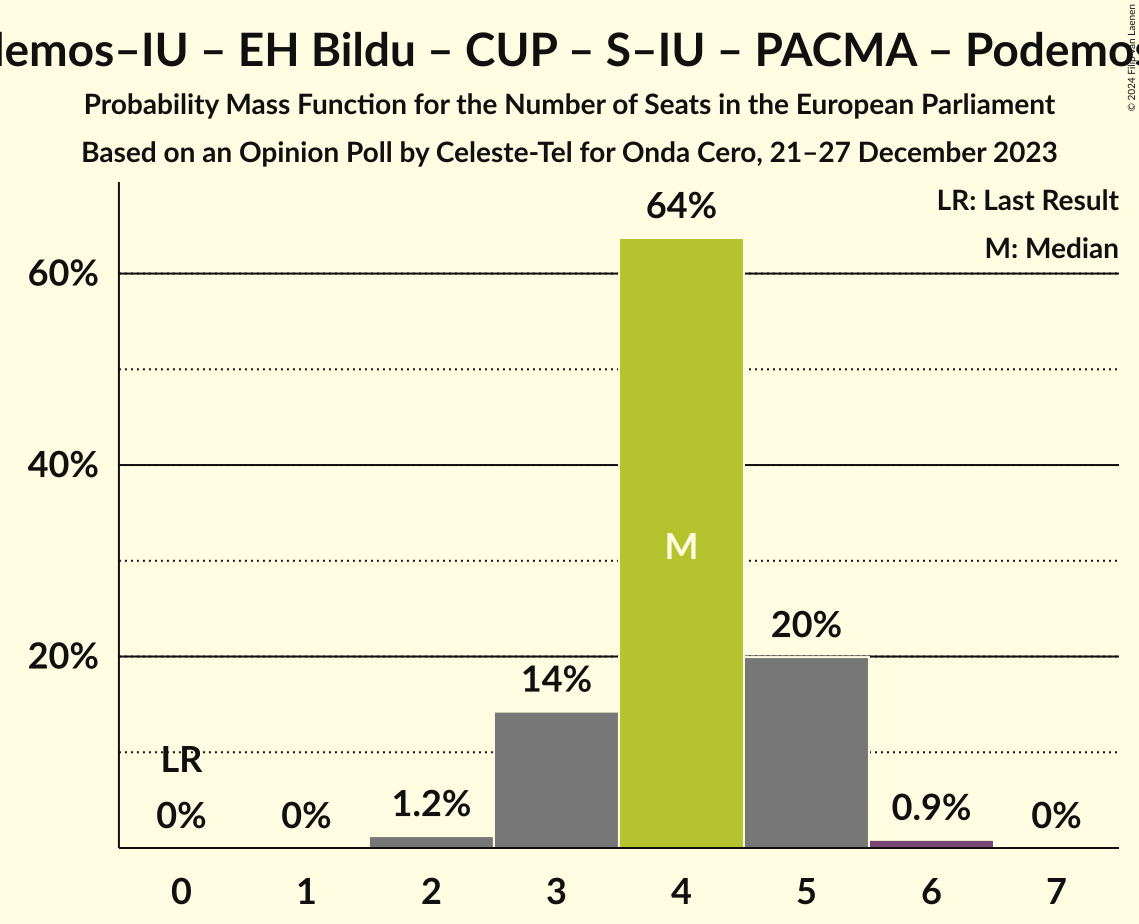 –IU – EH Bildu – CUP – S–IU – PACMA –
© 2024 Filip van Laenen
Probability Mass Function for the Number of Seats in the European Parliament
Based on an Opinion Poll by Celeste-Tel for Onda Cero, 21–27 December 2023
LR: Last Result
M: Median
64%
60%
40%
M
20%
20%
14%
LR
0%
0%
1.2%
0.9%
0%
0 1 2 3 4 5 6 7